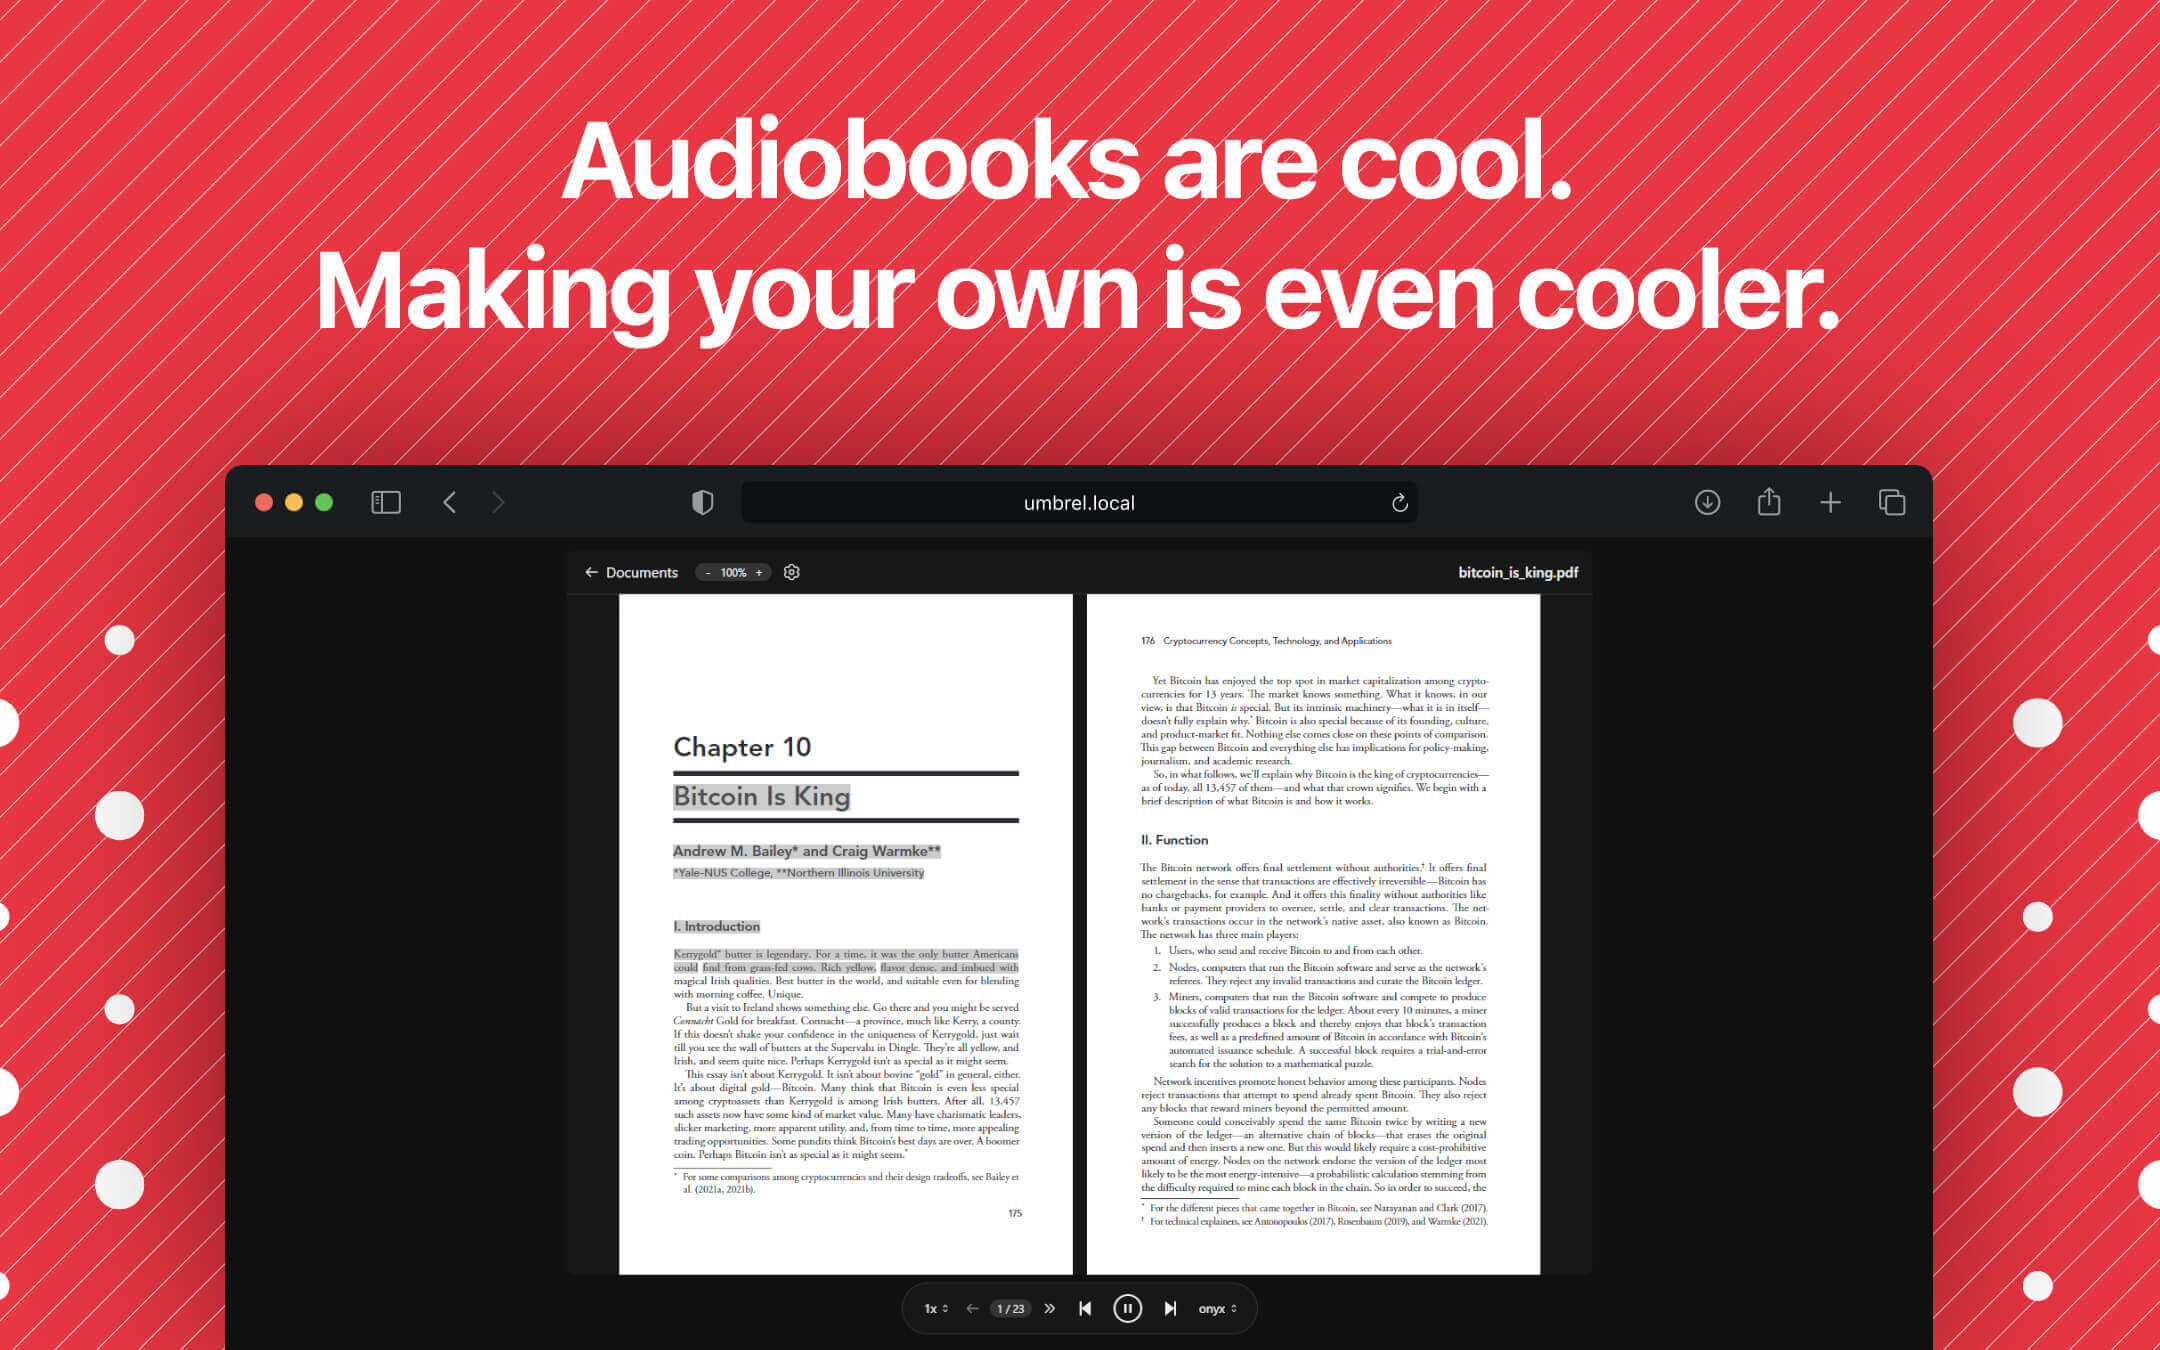 Audiobooks are cool.
Making your own is even cooler.
umbrel.local
Documents
- 100% +
bitcoin_is_king.pdf
Chapter 10
Bitcoin Is King
Andrew M. Bailey* and Craig Warmke**
*Yale-NUS College, **Northern Illinois University
I. Introduction
Kerrygold* butter is legendary. For a time, it was the only butter Americans
could find from grass-fed cows. Rich yellow, flavor dense, and imbued with
magical Irish qualities. Best butter in the world, and suitable even for blending
with morning coffee. Unique.
But a visit to Ireland shows something else. Go there and you might be served
Connacht Gold for breakfast. Connacht—a province, much like Kerry, a county.
If this doesn't shake your confidence in the uniqueness of Kerrygold, just wait
till you see the wall of butters at the Supervalu in Dingle. They're all yellow, and
Irish, and seem quite nice. Perhaps Kerrygold isn't as special as it might seem.
This essay isn't about Kerrygold. It isn't about bovine “gold” in general, either.
It's about digital gold—Bitcoin. Many think that Bitcoin is even less special
among cryptoassets than Kerrygold is among Irish butters. After all, 13,457
such assets now have some kind of market value. Many have charismatic leaders,
slicker marketing, more apparent utility, and, from time to time, more appealing
trading opportunities. Some pundits think Bitcoin's best days are over. A boomer
coin. Perhaps Bitcoin isn't as special as it might seem.*
* For some comparisons among cryptocurrencies and their design tradeoffs, see Bailey et
al. (2021a, 2021b).
175
176 Cryptocurrency Concepts, Technology, and Applications
Yet Bitcoin has enjoyed the top spot in market capitalization among crypto-
currencies for 13 years. The market knows something. What it knows, in our
view, is that Bitcoin is special. But its intrinsic machinery—what it is in itself—
doesn't fully explain why.* Bitcoin is also special because of its founding, culture,
and product-market fit. Nothing else comes close on these points of comparison.
This gap between Bitcoin and everything else has implications for policy-making,
journalism, and academic research.
So, in what follows, we'll explain why Bitcoin is the king of cryptocurrencies—
as of today, all 13,457 of them—and what that crown signifies. We begin with a
brief description of what Bitcoin is and how it works.
II. Function
The Bitcoin network offers final settlement without authorities.† It offers final
settlement in the sense that transactions are effectively irreversible—Bitcoin has
no chargebacks, for example. And it offers this finality without authorities like
banks or payment providers to oversee, settle, and clear transactions. The net-
work's transactions occur in the network's native asset, also known as Bitcoin.
The network has three main players:
1. Users, who send and receive Bitcoin to and from each other.
2. Nodes, computers that run the Bitcoin software and serve as the network's
referees. They reject any invalid transactions and curate the Bitcoin ledger.
3. Miners, computers that run the Bitcoin software and compete to produce
blocks of valid transactions for the ledger. About every 10 minutes, a miner
successfully produces a block and thereby enjoys that block's transaction
fees, as well as a predefined amount of Bitcoin in accordance with Bitcoin's
automated issuance schedule. A successful block requires a trial-and-error
search for the solution to a mathematical puzzle.
Network incentives promote honest behavior among these participants. Nodes
reject transactions that attempt to spend already spent Bitcoin. They also reject
any blocks that reward miners beyond the permitted amount.
Someone could conceivably spend the same Bitcoin twice by writing a new
version of the ledger—an alternative chain of blocks—that erases the original
spend and then inserts a new one. But this would likely require a cost-prohibitive
amount of energy. Nodes on the network endorse the version of the ledger most
likely to be the most energy-intensive—a probabilistic calculation stemming from
the difficulty required to mine each block in the chain. So in order to succeed, the
* For the different pieces that came together in Bitcoin, see Narayanan and Clark (2017).
† For technical explainers, see Antonopoulos (2017), Rosenbaum (2019), and Warmke (2021).
1x
1 / 23
onyx